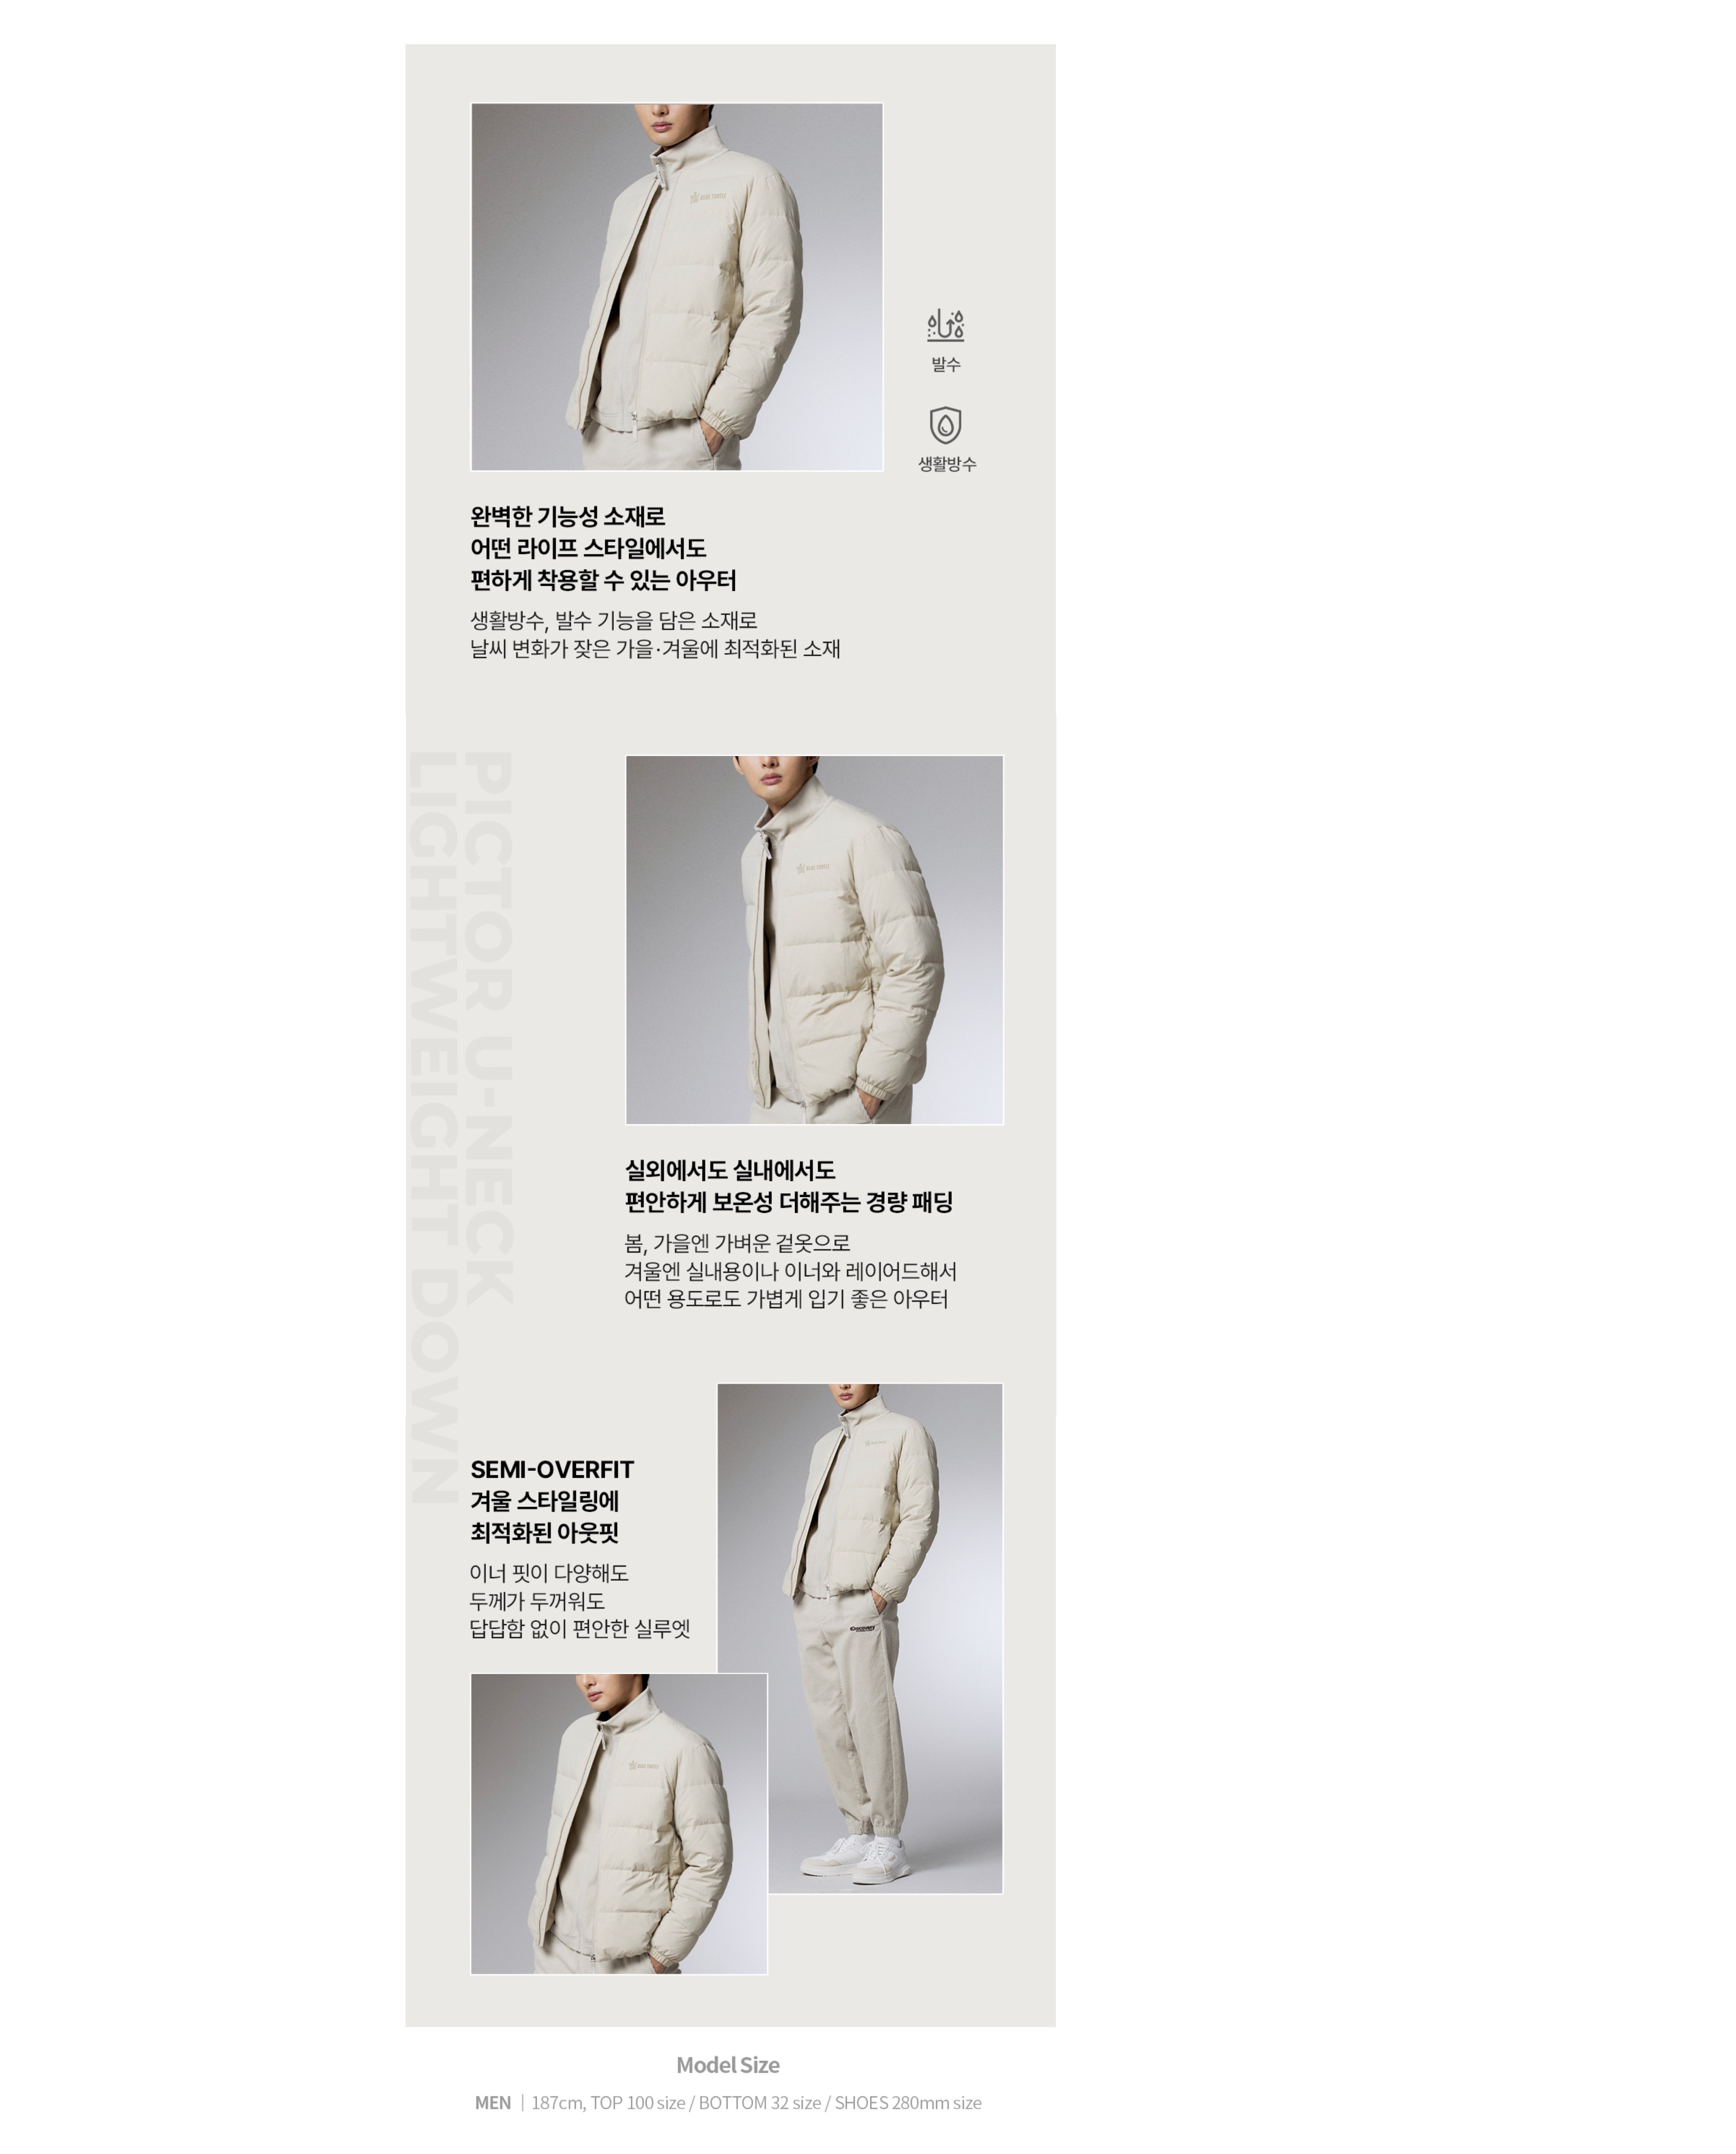 발수
생활방수
완벽한 기능성 소재로
어떤 라이프 스타일에서도
편하게 착용할 수 있는 아우터
생활방수, 발수 기능을 담은 소재로
날씨 변화가 잦은 가을·겨울에 최적화된 소재
PICTOR U-NECK
LIGHTWEIGHT DOWN
실외에서도 실내에서도
편안하게 보온성 더해주는 경량 패딩
봄, 가을엔 가벼운 겉옷으로
겨울엔 실내용이나 이너와 레이어드해서
어떤 용도로도 가볍게 입기 좋은 아우터
SEMI-OVERFIT
겨울 스타일링에
최적화된 아웃핏
이너 핏이 다양해도
두께가 두꺼워도
답답함 없이 편안한 실루엣
Model Size
MEN | 187cm, TOP 100 size / BOTTOM 32 size / SHOES 280mm size